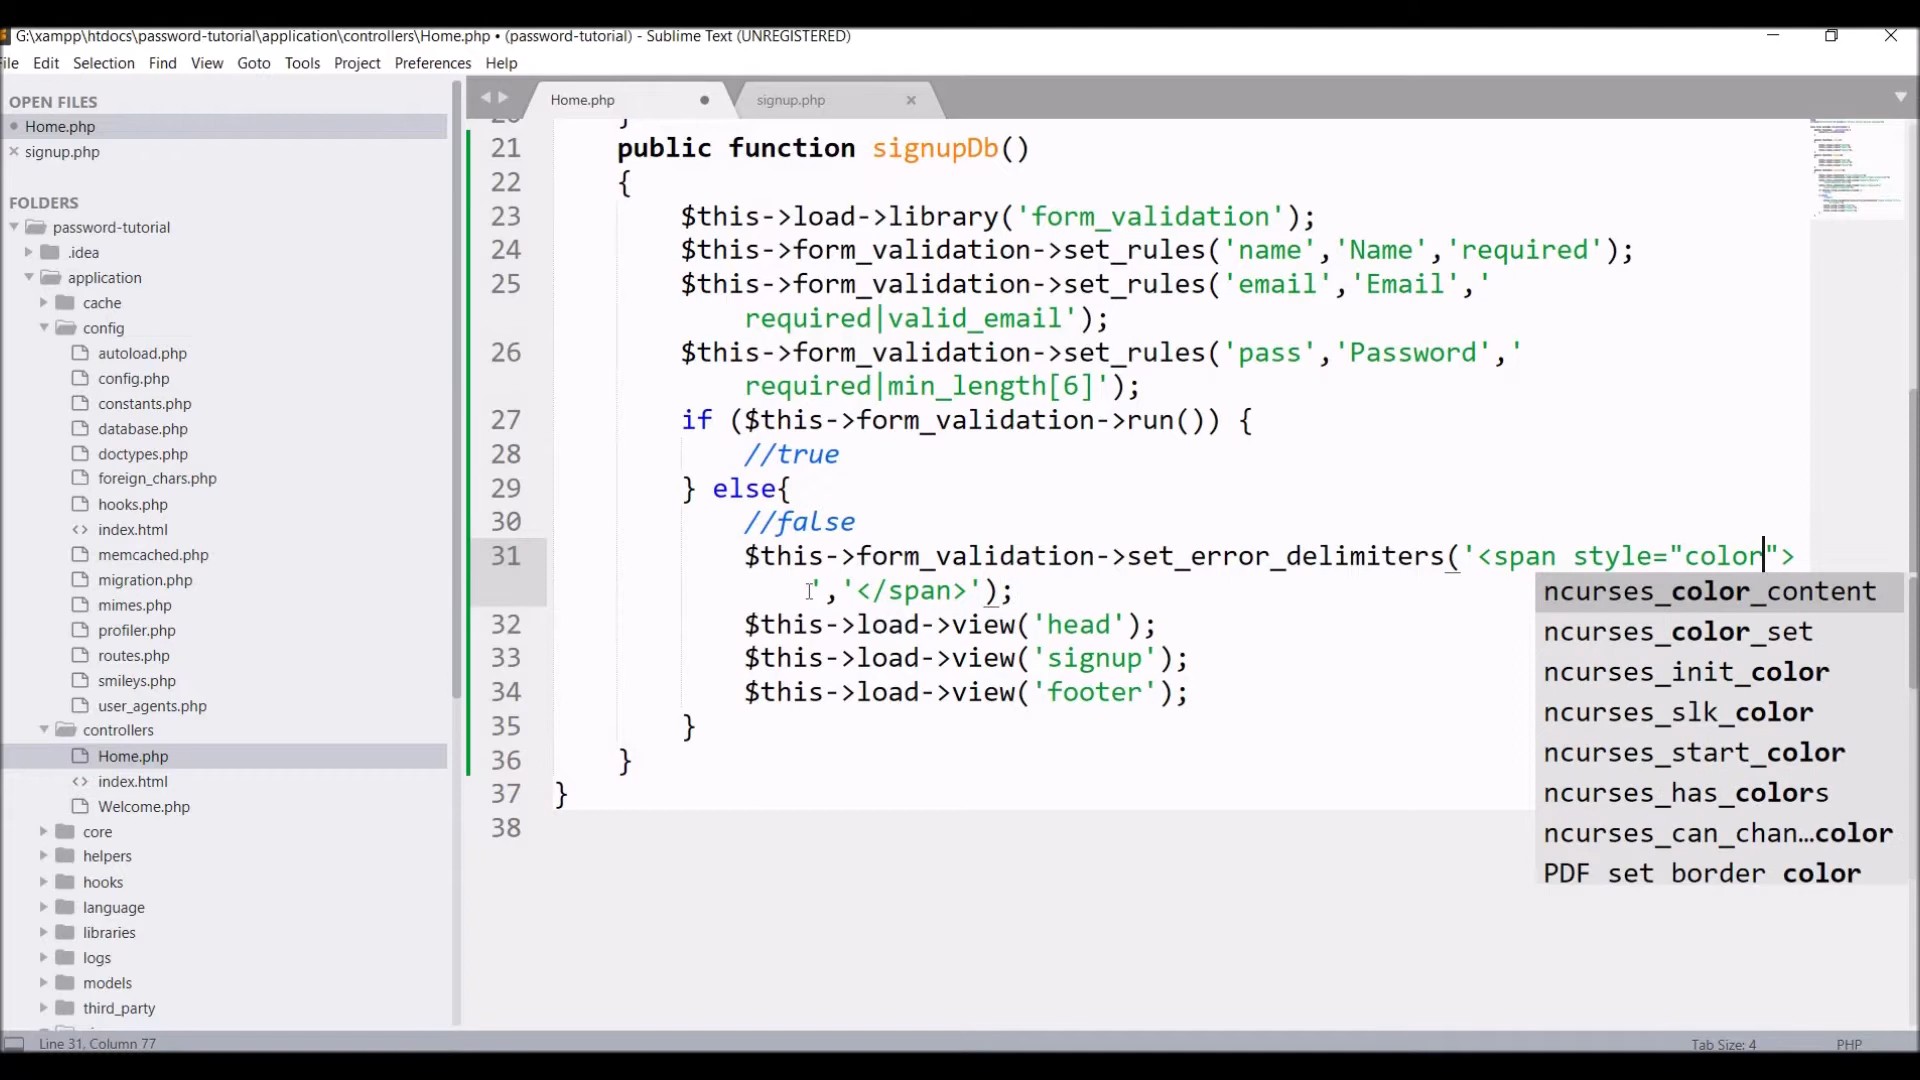 G:\xampp\htdocs\password-tutorial\application\controllers\Home.php • (password-tutorial) - Sublime Text (UNREGISTERED)
ile Edit Selection Find View Goto Tools Project Preferences Help
OPEN FILES
Home.php
signup.php
FOLDERS
password-tutorial
.idea
application
cache
config
autoload.php
config.php
constants.php
database.php
doctypes.php
foreign_chars.php
hooks.php
index.html
memcached.php
migration.php
mimes.php
profiler.php
routes.php
smileys.php
user_agents.php
controllers
Home.php
index.html
Welcome.php
core
helpers
hooks
language
libraries
logs
models
third_party
Home.php signup.php
20 }
21 public function signupDb()
22 {
23 $this->load->library('form_validation');
24 $this->form_validation->set_rules('name','Name','required');
25 $this->form_validation->set_rules('email','Email','
required|valid_email');
26 $this->form_validation->set_rules('pass','Password','
required|min_length[6]');
27 if ($this->form_validation->run()) {
28 //true
29 } else{
30 //false
31 $this->form_validation->set_error_delimiters('<span style="color">
','</span>');
32 $this->load->view('head');
33 $this->load->view('signup');
34 $this->load->view('footer');
35 }
36 }
37 }
38
ncurses_color_content
ncurses_color_set
ncurses_init_color
ncurses_slk_color
ncurses_start_color
ncurses_has_colors
ncurses_can_chan…color
PDF_set_border_color
Line 31, Column 77
Tab Size: 4
PHP